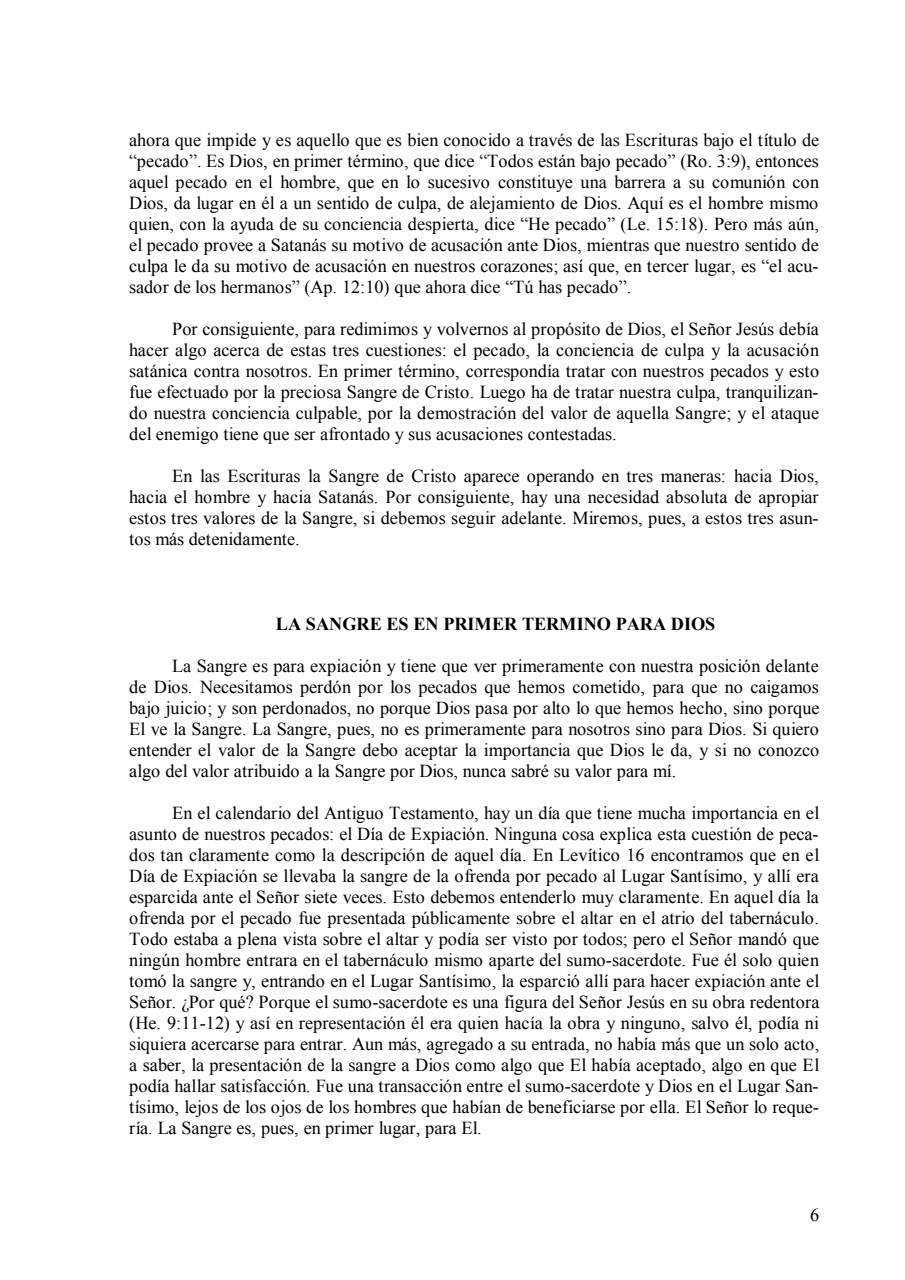 ahora que impide y es aquello que es bien conocido a través de las Escrituras bajo el título de
“pecado”. Es Dios, en primer término, que dice “Todos están bajo pecado” (Ro. 3:9), entonces
aquel pecado en el hombre, que en lo sucesivo constituye una barrera a su comunión con
Dios, da lugar en él a un sentido de culpa, de alejamiento de Dios. Aquí es el hombre mismo
quien, con la ayuda de su conciencia despierta, dice “He pecado” (Le. 15:18). Pero más aún,
el pecado provee a Satanás su motivo de acusación ante Dios, mientras que nuestro sentido de
culpa le da su motivo de acusación en nuestros corazones; así que, en tercer lugar, es “el acu-
sador de los hermanos” (Ap. 12:10) que ahora dice “Tú has pecado”.
Por consiguiente, para redimimos y volvernos al propósito de Dios, el Señor Jesús debía
hacer algo acerca de estas tres cuestiones: el pecado, la conciencia de culpa y la acusación
satánica contra nosotros. En primer término, correspondía tratar con nuestros pecados y esto
fue efectuado por la preciosa Sangre de Cristo. Luego ha de tratar nuestra culpa, tranquilizan-
do nuestra conciencia culpable, por la demostración del valor de aquella Sangre; y el ataque
del enemigo tiene que ser afrontado y sus acusaciones contestadas.
En las Escrituras la Sangre de Cristo aparece operando en tres maneras: hacia Dios,
hacia el hombre y hacia Satanás. Por consiguiente, hay una necesidad absoluta de apropiar
estos tres valores de la Sangre, si debemos seguir adelante. Miremos, pues, a estos tres asun-
tos más detenidamente.
LA SANGRE ES EN PRIMER TERMINO PARA DIOS
La Sangre es para expiación y tiene que ver primeramente con nuestra posición delante
de Dios. Necesitamos perdón por los pecados que hemos cometido, para que no caigamos
bajo juicio; y son perdonados, no porque Dios pasa por alto lo que hemos hecho, sino porque
El ve la Sangre. La Sangre, pues, no es primeramente para nosotros sino para Dios. Si quiero
entender el valor de la Sangre debo aceptar la importancia que Dios le da, y si no conozco
algo del valor atribuido a la Sangre por Dios, nunca sabré su valor para mí.
En el calendario del Antiguo Testamento, hay un día que tiene mucha importancia en el
asunto de nuestros pecados: el Día de Expiación. Ninguna cosa explica esta cuestión de peca-
dos tan claramente como la descripción de aquel día. En Levítico 16 encontramos que en el
Día de Expiación se llevaba la sangre de la ofrenda por pecado al Lugar Santísimo, y allí era
esparcida ante el Señor siete veces. Esto debemos entenderlo muy claramente. En aquel día la
ofrenda por el pecado fue presentada públicamente sobre el altar en el atrio del tabernáculo.
Todo estaba a plena vista sobre el altar y podía ser visto por todos; pero el Señor mandó que
ningún hombre entrara en el tabernáculo mismo aparte del sumo-sacerdote. Fue él solo quien
tomó la sangre y, entrando en el Lugar Santísimo, la esparció allí para hacer expiación ante el
Señor. ¿Por qué? Porque el sumo-sacerdote es una figura del Señor Jesús en su obra redentora
(He. 9:11-12) y así en representación él era quien hacía la obra y ninguno, salvo él, podía ni
siquiera acercarse para entrar. Aun más, agregado a su entrada, no había más que un solo acto,
a saber, la presentación de la sangre a Dios como algo que El había aceptado, algo en que El
podía hallar satisfacción. Fue una transacción entre el sumo-sacerdote y Dios en el Lugar San-
tísimo, lejos de los ojos de los hombres que habían de beneficiarse por ella. El Señor lo reque-
ría. La Sangre es, pues, en primer lugar, para El.
6